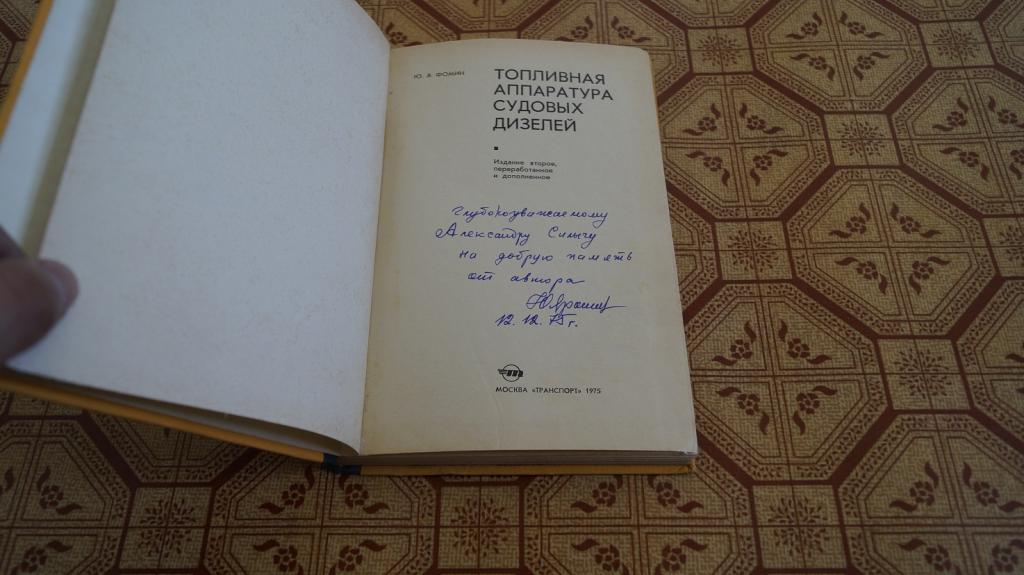 Ю. Я. ФОМИН
ТОПЛИВНАЯ
АППАРАТУРА
СУДОВЫХ
ДИЗЕЛЕЙ
Издание второе,
переработанное
и дополненное
Глубокоуважаемому
Александру Силычу
на добрую память
от автора
12.12.75 г.
МОСКВА «ТРАНСПОРТ» 1975